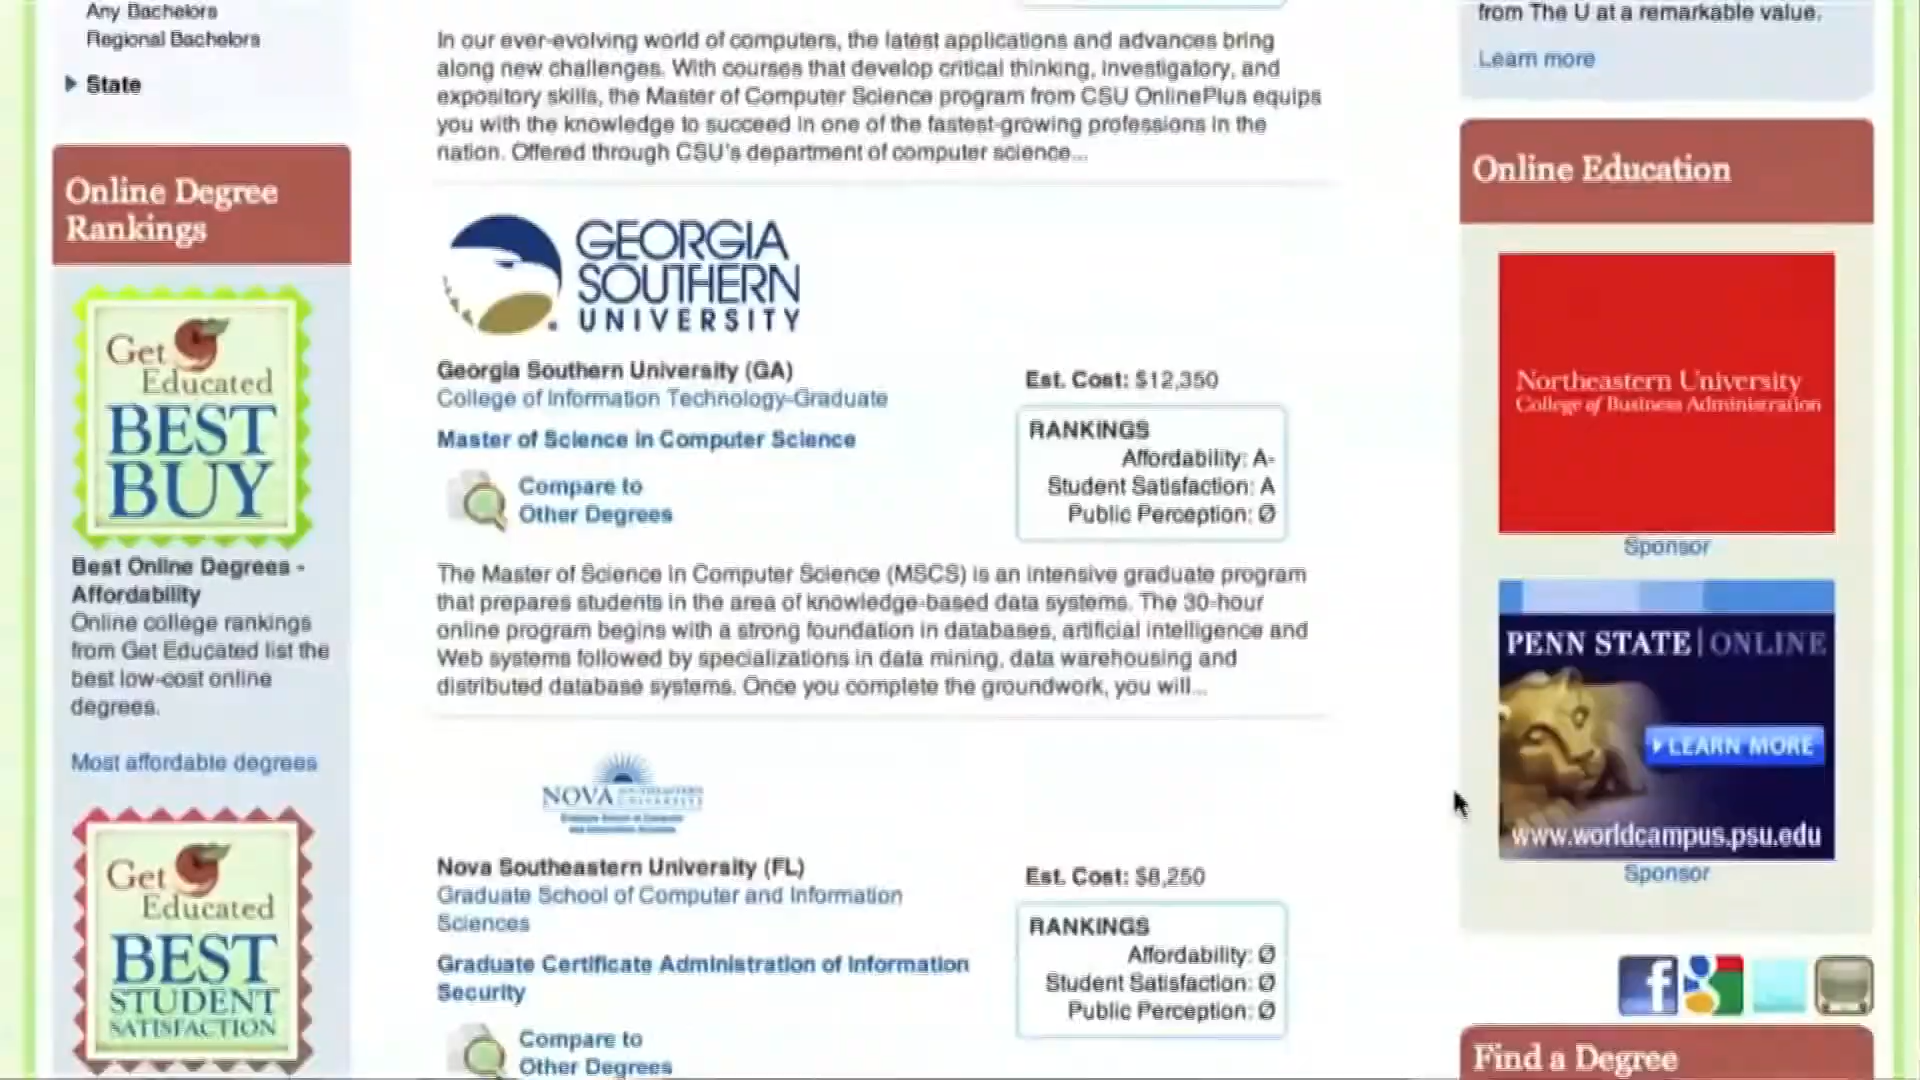 Any Bachelors
Regional Bachelors
State
Online Degree
Rankings
Get
Educated
BEST
BUY
Best Online Degrees -
Affordability
Online college rankings
from Get Educated list the
best low-cost online
degrees.
Most affordable degrees
Get
Educated
BEST
STUDENT
SATISFACTION
In our ever-evolving world of computers, the latest applications and advances bring
along new challenges. With courses that develop critical thinking, investigatory, and
expository skills, the Master of Computer Science program from CSU OnlinePlus equips
you with the knowledge to succeed in one of the fastest-growing professions in the
nation. Offered through CSU's department of computer science...
GEORGIA
SOUTHERN
UNIVERSITY
Georgia Southern University (GA)
College of Information Technology-Graduate
Master of Science in Computer Science
Compare to
Other Degrees
Est. Cost: $12,350
RANKINGS
Affordability: A-
Student Satisfaction: A
Public Perception: Ø
The Master of Science in Computer Science (MSCS) is an intensive graduate program
that prepares students in the area of knowledge-based data systems. The 30-hour
online program begins with a strong foundation in databases, artificial intelligence and
Web systems followed by specializations in data mining, data warehousing and
distributed database systems. Once you complete the groundwork, you will...
NOVA SOUTHEASTERN
UNIVERSITY
Nova Southeastern University (FL)
Graduate School of Computer and Information
Sciences
Graduate Certificate Administration of Information
Security
Compare to
Other Degrees
Est. Cost: $8,250
RANKINGS
Affordability: Ø
Student Satisfaction: Ø
Public Perception: Ø
from The U at a remarkable value.
Learn more
Online Education
Northeastern University
College of Business Administration
Sponsor
PENN STATE | ONLINE
LEARN MORE
www.worldcampus.psu.edu
Sponsor
f
g
Find a Degree